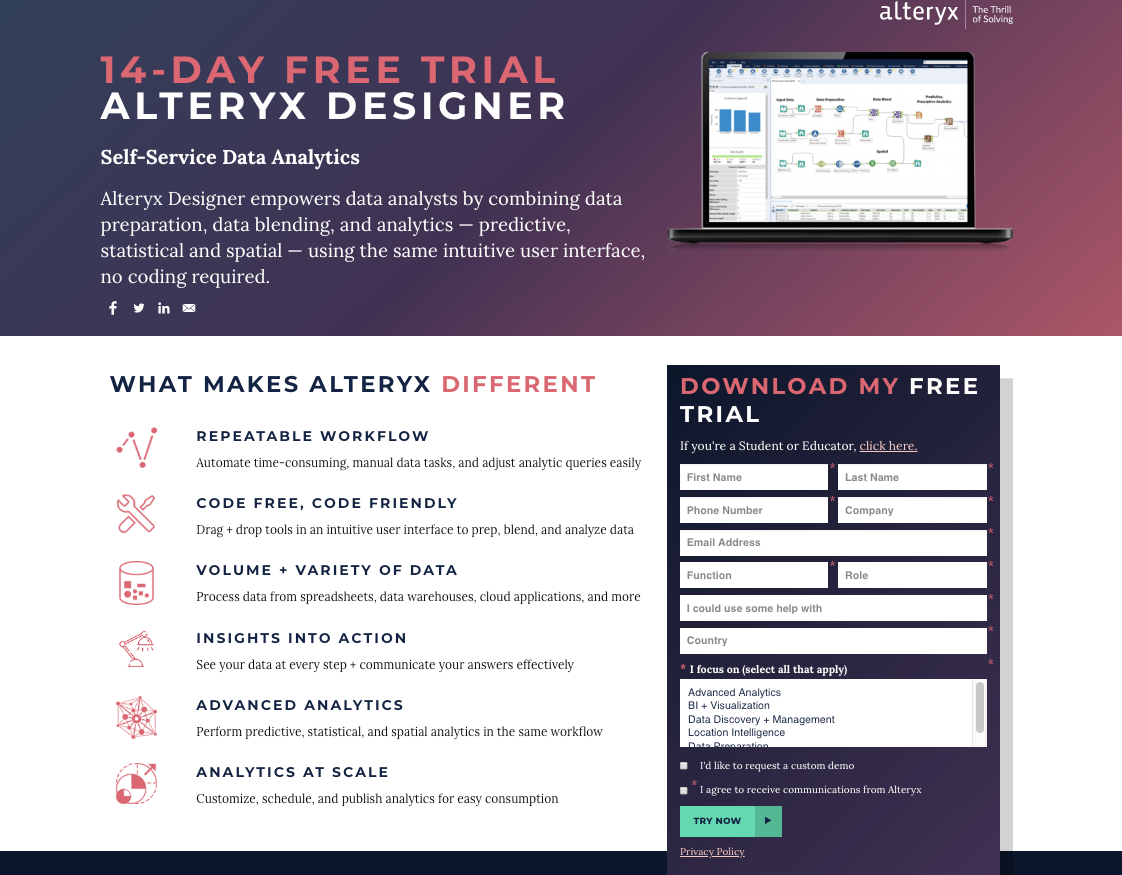 alteryx
The Thrill
of Solving
14-DAY FREE TRIAL
ALTERYX DESIGNER
Self-Service Data Analytics
Alteryx Designer empowers data analysts by combining data
preparation, data blending, and analytics — predictive,
statistical and spatial — using the same intuitive user interface,
no coding required.
Input Data
Data Preparation
Data Blend
Predictive,
Prescriptive Analytics
Spatial
WHAT MAKES ALTERYX DIFFERENT
REPEATABLE WORKFLOW
Automate time-consuming, manual data tasks, and adjust analytic queries easily
CODE FREE, CODE FRIENDLY
Drag + drop tools in an intuitive user interface to prep, blend, and analyze data
VOLUME + VARIETY OF DATA
Process data from spreadsheets, data warehouses, cloud applications, and more
INSIGHTS INTO ACTION
See your data at every step + communicate your answers effectively
ADVANCED ANALYTICS
Perform predictive, statistical, and spatial analytics in the same workflow
ANALYTICS AT SCALE
Customize, schedule, and publish analytics for easy consumption
DOWNLOAD MY FREE
TRIAL
If you're a Student or Educator, click here.
First Name * Last Name *
Phone Number * Company *
Email Address *
Function * Role *
I could use some help with *
Country *
* I focus on (select all that apply) *
Advanced Analytics
BI + Visualization
Data Discovery + Management
Location Intelligence
Data Preparation
I'd like to request a custom demo
* I agree to receive communications from Alteryx
TRY NOW
Privacy Policy